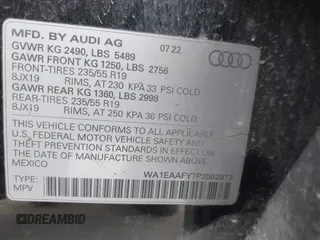 MFD. BY AUDI AG 07 22
GVWR KG 2490, LBS 5489
GAWR FRONT KG 1250, LBS 2756
FRONT-TIRES 235/55 R19
8JX19 RIMS, AT 230 KPA 33 PSI COLD
GAWR REAR KG 1360, LBS 2998
REAR-TIRES 235/55 R19
8JX19 RIMS, AT 250 KPA 36 PSI COLD
THIS VEHICLE CONFORMS TO ALL APPLICABLE
U.S. FEDERAL MOTOR VEHICLE SAFETY AND
THEFT PREVENTION STANDARDS IN EFFECT ON
THE DATE OF MANUFACTURE SHOWN ABOVE.
MEXICO
TYPE: MPV
AUTOBIDMASTER